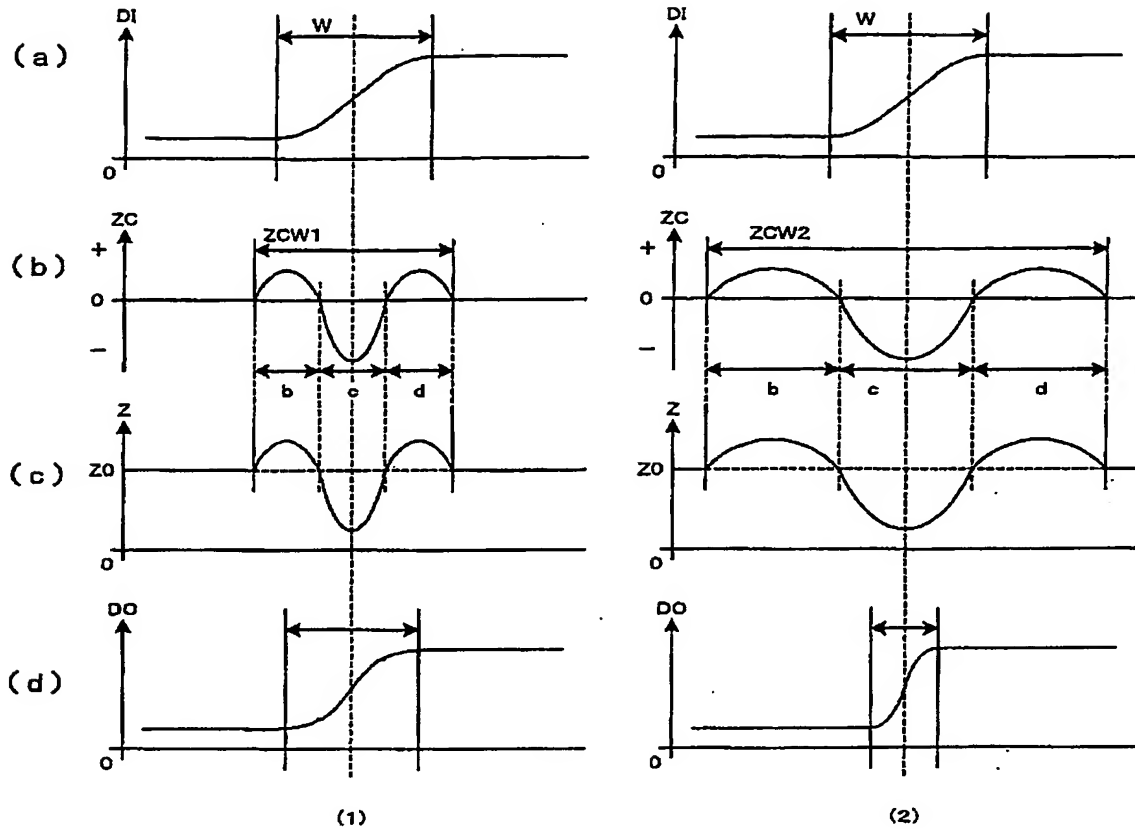 DI W DI W
(a)
0 0
ZC ZC
+ ZCW1 + ZCW2
(b)
0 0
− −
b c d b c d
Z Z
Z0 Z0
(c)
0 0
DO DO
(d)
0 0
(1) (2)